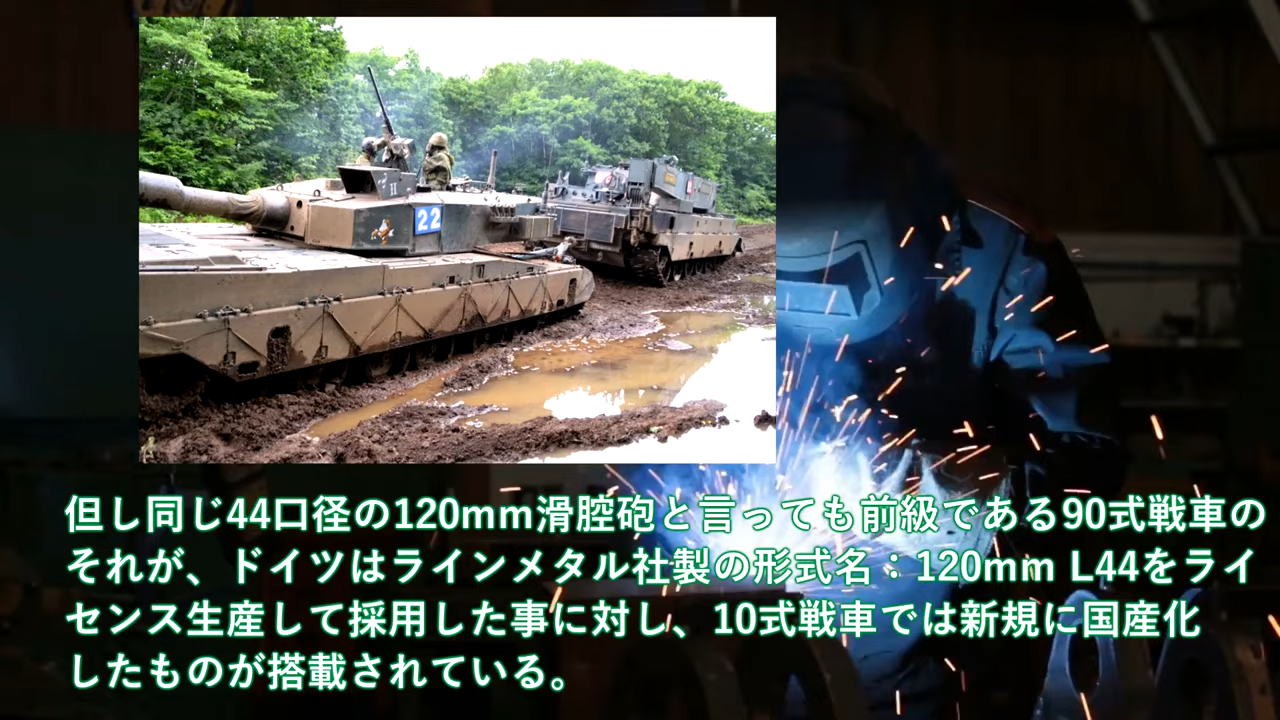 22
但し同じ44口径の120mm滑腔砲と言っても前級である90式戦車の
それが、ドイツはラインメタル社製の形式名：120mm L44をライ
センス生産して採用した事に対し、10式戦車では新規に国産化
したものが搭載されている。